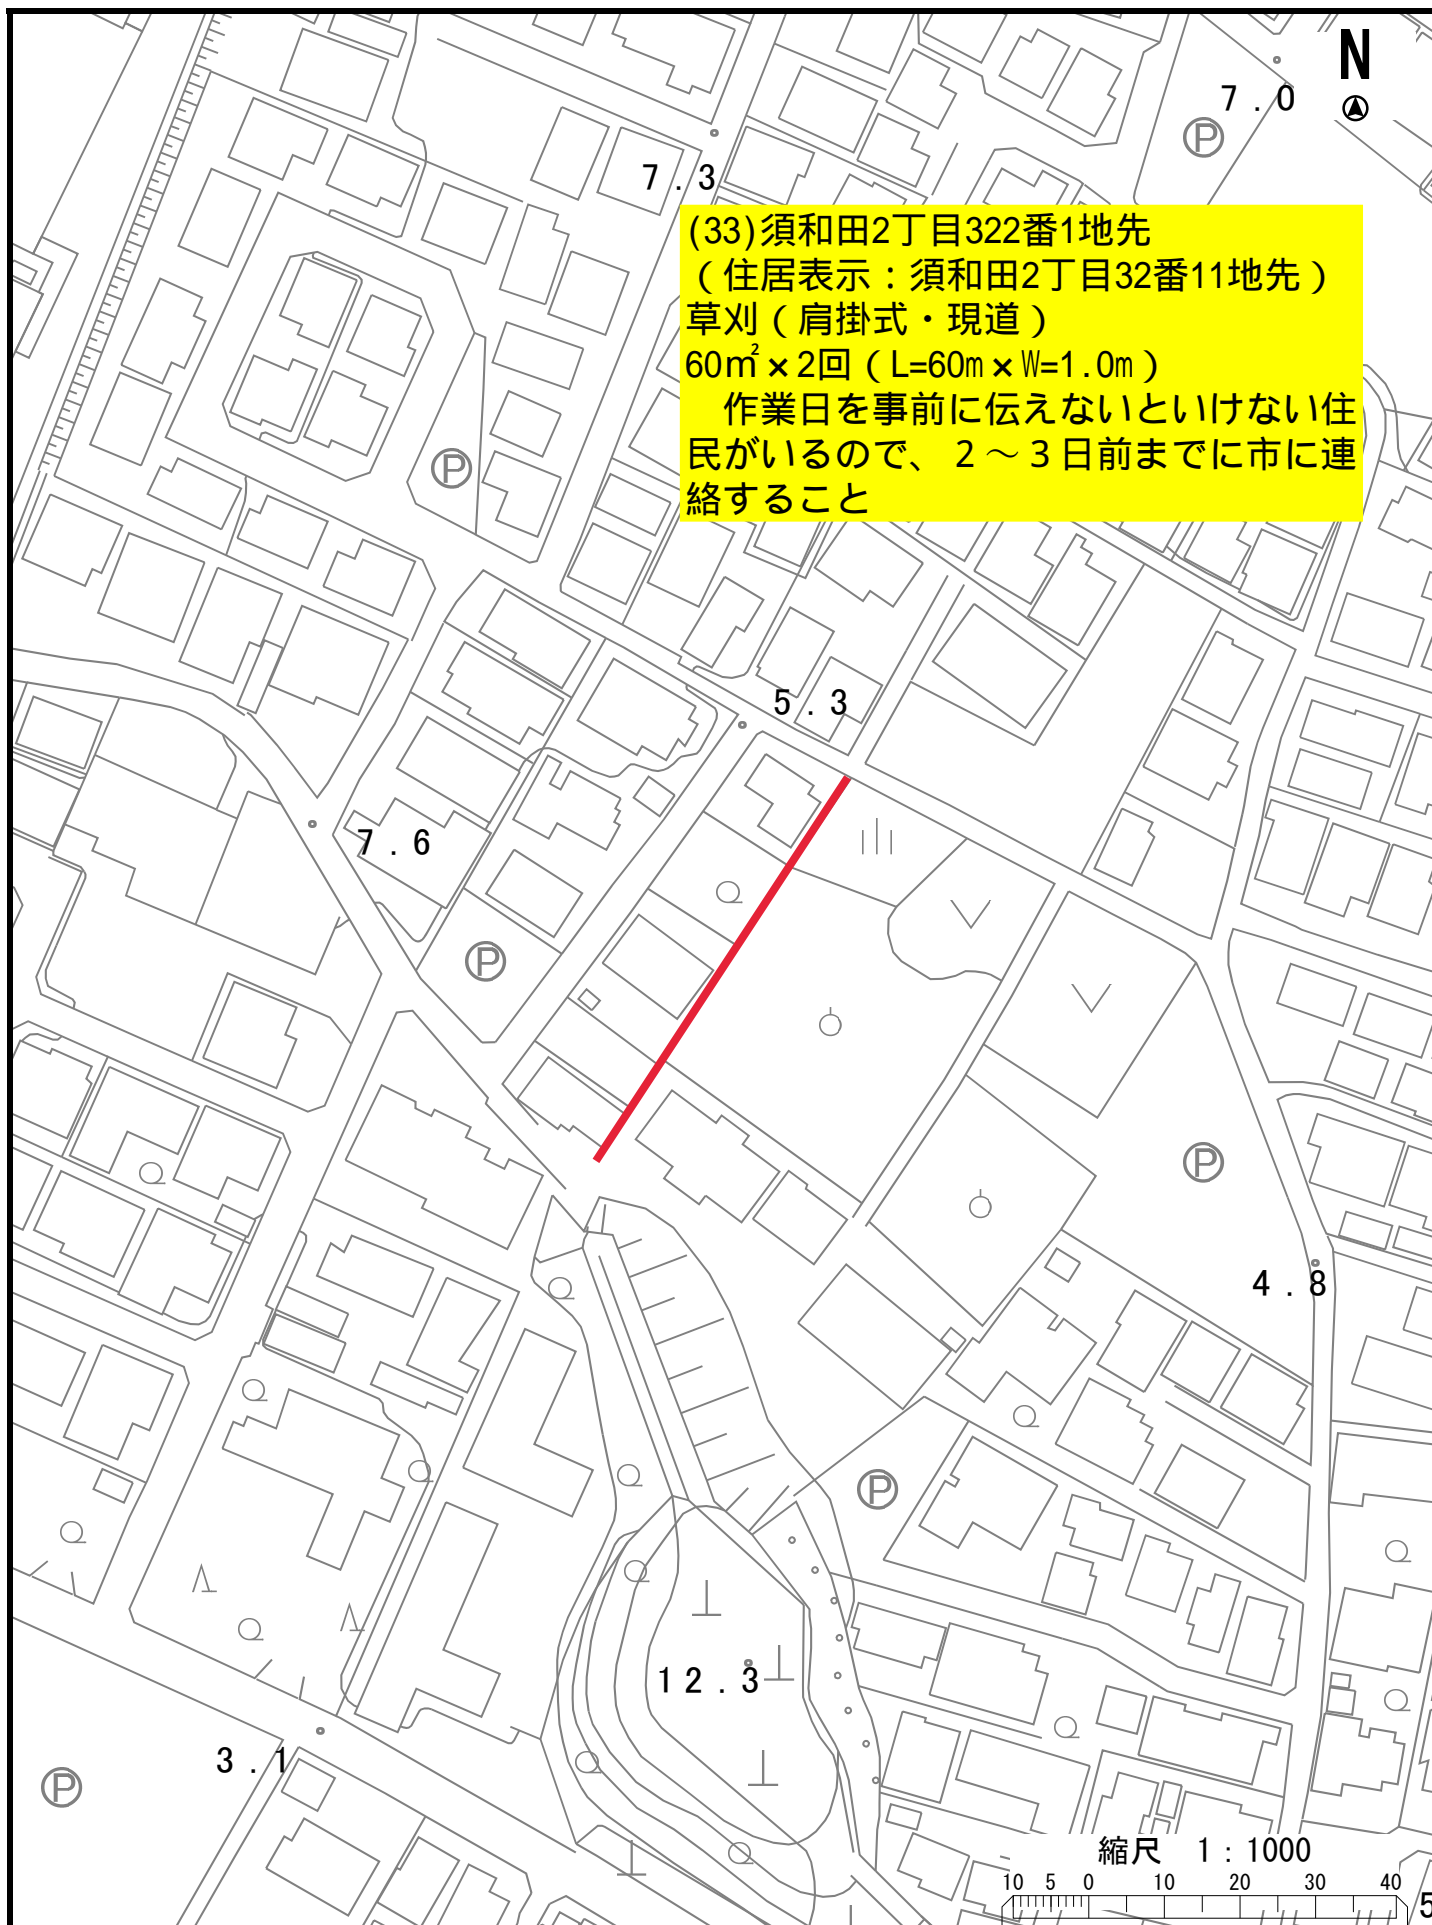 N
7.0
7.3
(33)須和田2丁目322番1地先
（住居表示：須和田2丁目32番11地先）
草刈（肩掛式・現道）
60㎡×2回（L=60m×W=1.0m）
作業日を事前に伝えないといけない住
民がいるので、２～３日前までに市に連
絡すること
P
5.3
7.6
P
P
4.8
P
12.3
3.1
P
縮尺 1：1000
10 5 0 10 20 30 40
5